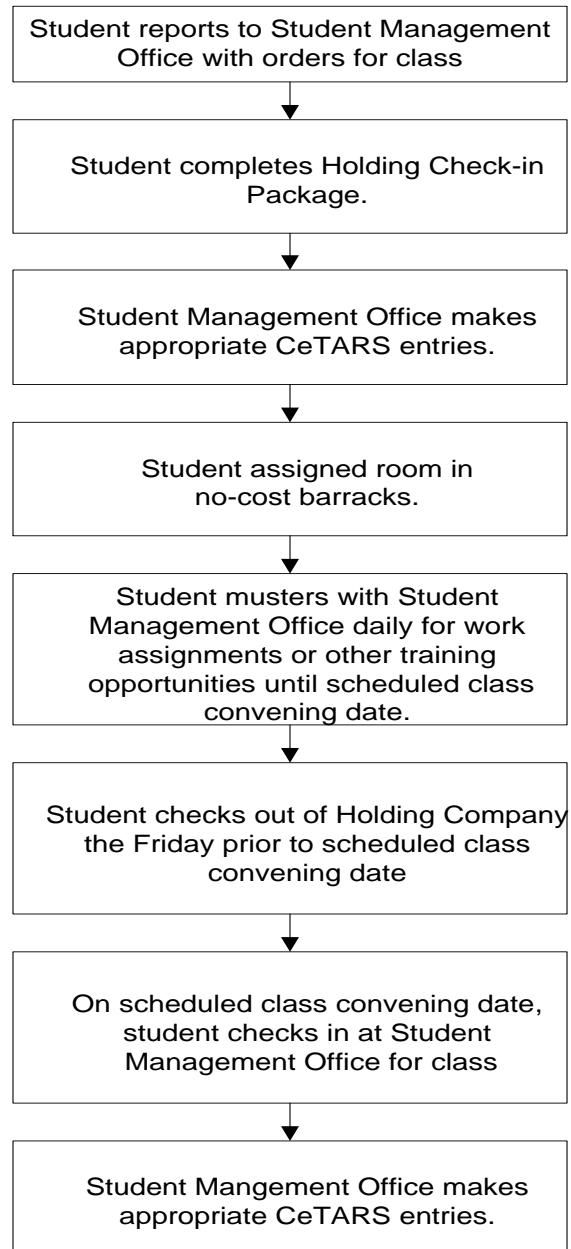 Student reports to Student Management
Office with orders for class
Student completes Holding Check-in
Package.
Student Management Office makes
appropriate CeTARS entries.
Student assigned room in
no-cost barracks.
Student musters with Student
Management Office daily for work
assignments or other training
opportunities until scheduled class
convening date.
Student checks out of Holding Company
the Friday prior to scheduled class
convening date
On scheduled class convening date,
student checks in at Student
Management Office for class
Student Mangement Office makes
appropriate CeTARS entries.